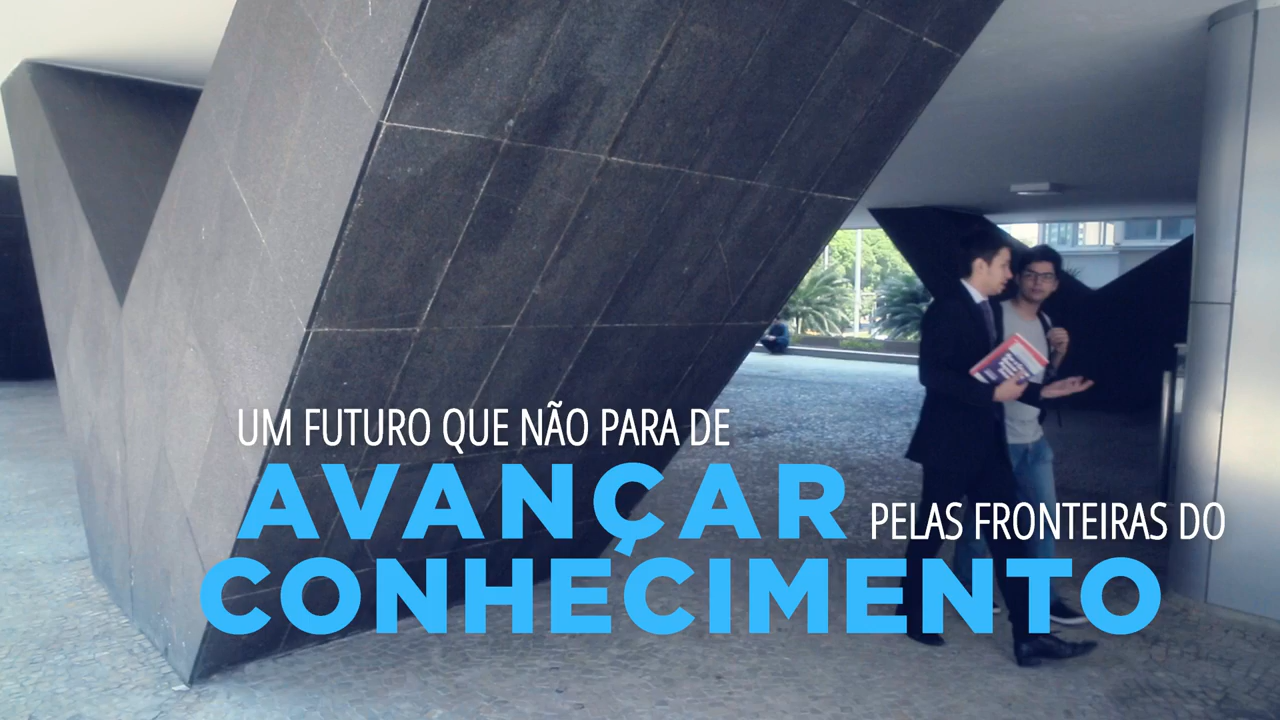 UM FUTURO QUE NÃO PARA DE
AVANÇAR PELAS FRONTEIRAS DO
CONHECIMENTO